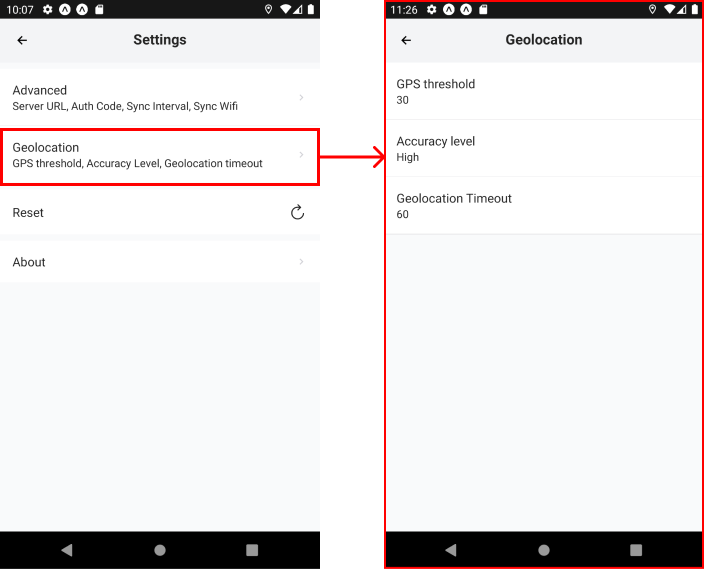 10:07
Settings
Advanced
Server URL, Auth Code, Sync Interval, Sync Wifi
Geolocation
GPS threshold, Accuracy Level, Geolocation timeout
Reset
About
11:26
Geolocation
GPS threshold
30
Accuracy level
High
Geolocation Timeout
60